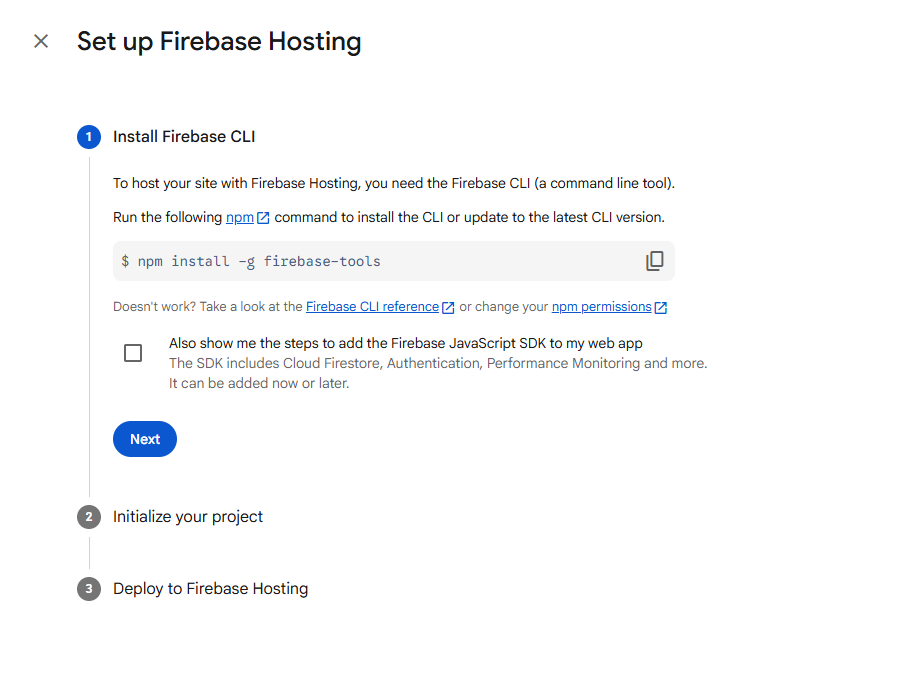 Set up Firebase Hosting
1
Install Firebase CLI
To host your site with Firebase Hosting, you need the Firebase CLI (a command line tool).
Run the following npm command to install the CLI or update to the latest CLI version.
$ npm install -g firebase-tools
Doesn't work? Take a look at the Firebase CLI reference or change your npm permissions
Also show me the steps to add the Firebase JavaScript SDK to my web app
The SDK includes Cloud Firestore, Authentication, Performance Monitoring and more.
It can be added now or later.
Next
2
Initialize your project
3
Deploy to Firebase Hosting